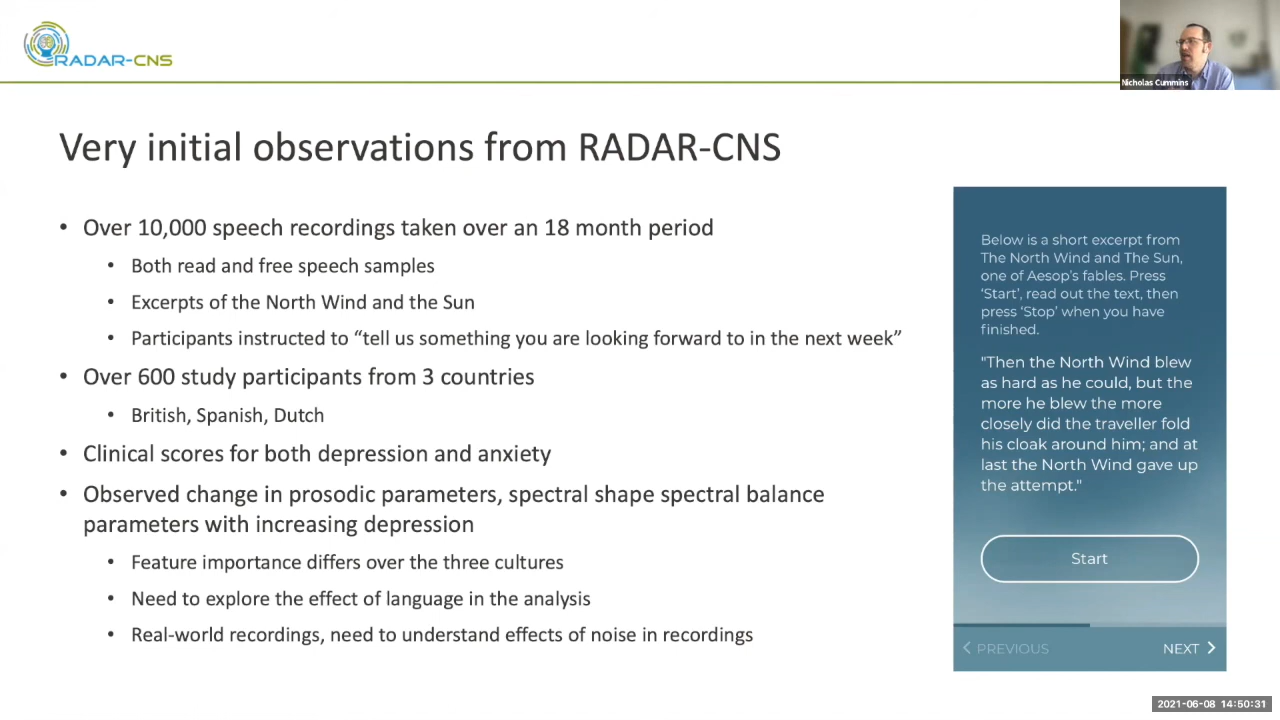 RADAR-CNS
Nicholas Cummins
Very initial observations from RADAR-CNS
• Over 10,000 speech recordings taken over an 18 month period
• Both read and free speech samples
• Excerpts of the North Wind and the Sun
• Participants instructed to “tell us something you are looking forward to in the next week”
• Over 600 study participants from 3 countries
• British, Spanish, Dutch
• Clinical scores for both depression and anxiety
• Observed change in prosodic parameters, spectral shape spectral balance
parameters with increasing depression
• Feature importance differs over the three cultures
• Need to explore the effect of language in the analysis
• Real-world recordings, need to understand effects of noise in recordings
Below is a short excerpt from
The North Wind and The Sun,
one of Aesop's fables. Press
'Start', read out the text, then
press 'Stop' when you have
finished.
"Then the North Wind blew
as hard as he could, but the
more he blew the more
closely did the traveller fold
his cloak around him; and at
last the North Wind gave up
the attempt."
Start
PREVIOUS
NEXT
2021-06-08 14:50:31